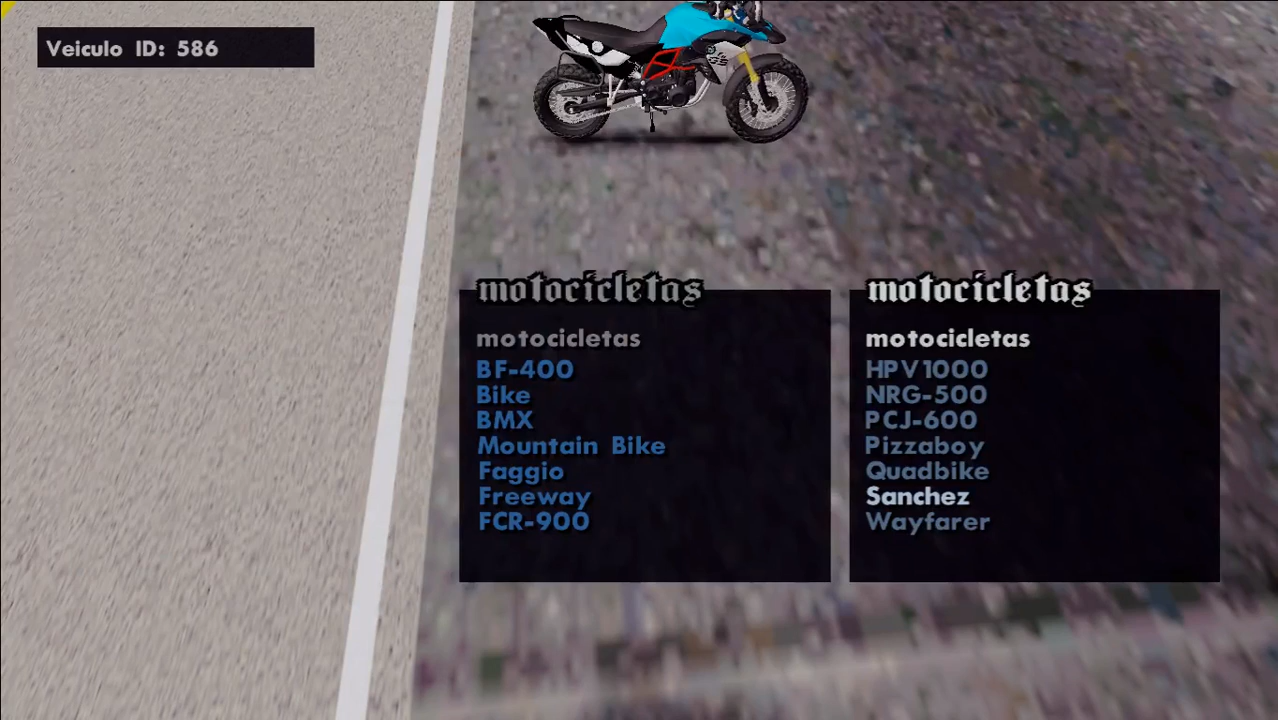 Veiculo ID: 586
motocicletas
motocicletas
BF-400
Bike
BMX
Mountain Bike
Faggio
Freeway
FCR-900
motocicletas
motocicletas
HPV1000
NRG-500
PCJ-600
Pizzaboy
Quadbike
Sanchez
Wayfarer